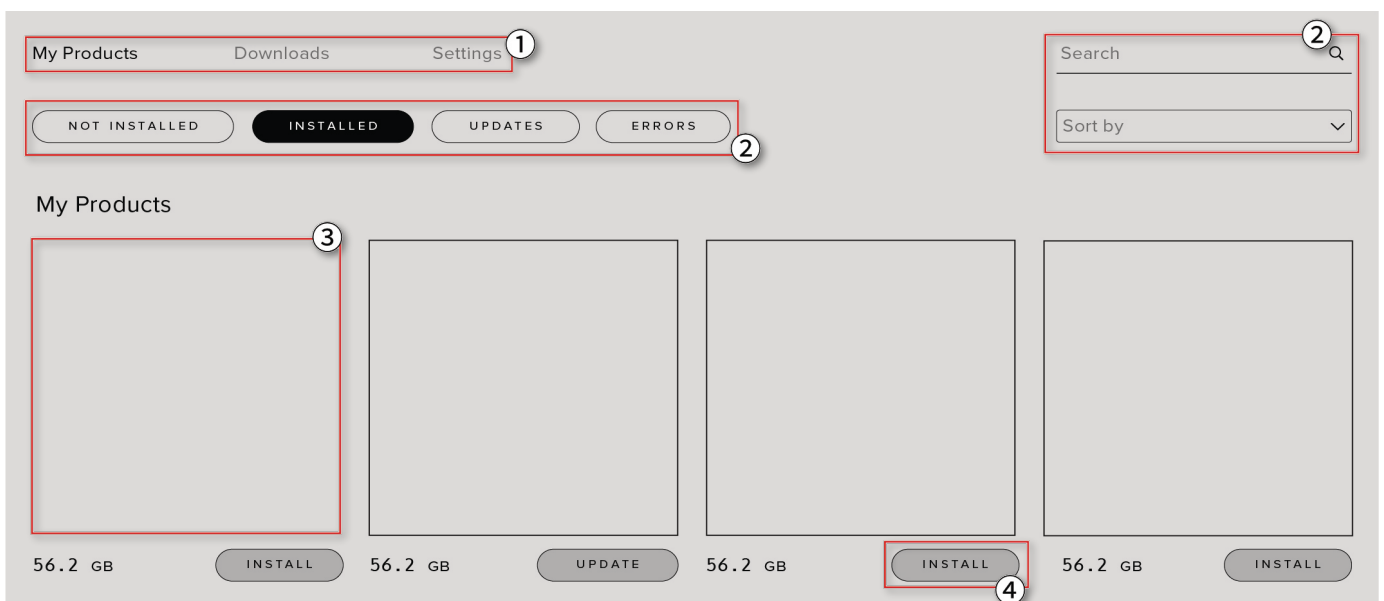 My Products Downloads Settings 1
Search 2
NOT INSTALLED INSTALLED UPDATES ERRORS 2
Sort by
My Products
3
56.2 GB INSTALL 56.2 GB UPDATE 56.2 GB INSTALL 4 56.2 GB INSTALL